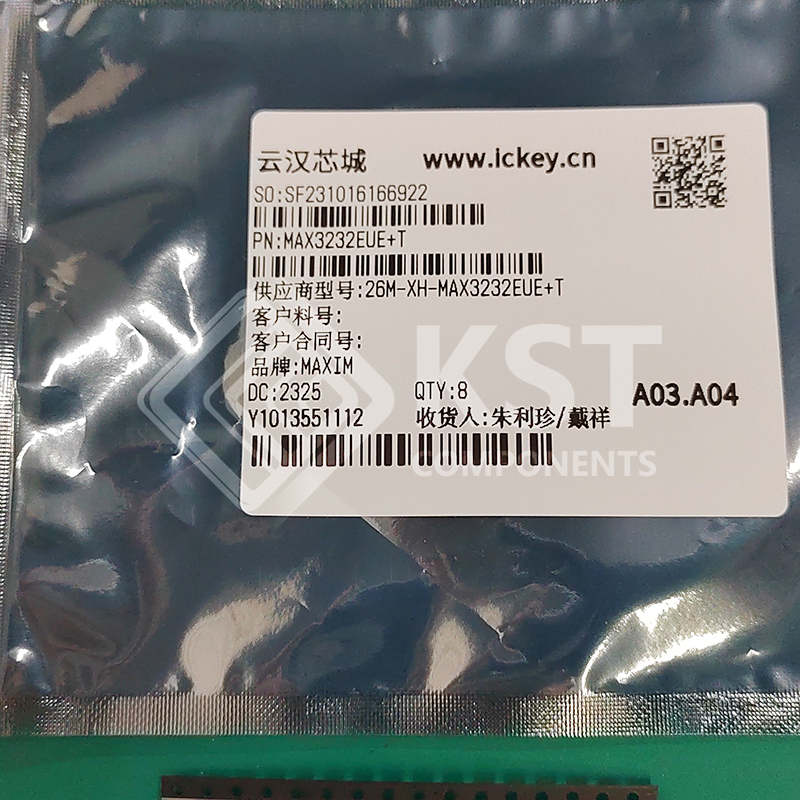 云汉芯城 www.ickey.cn
SO:SF231016166922
PN:MAX3232EUE+T
供应商型号:26M-XH-MAX3232EUE+T
客户料号:
客户合同号:
品牌:MAXIM
DC:2325 QTY:8 A03.A04
Y1013551112 收货人:朱利珍/戴祥
KST
COMPONENTS